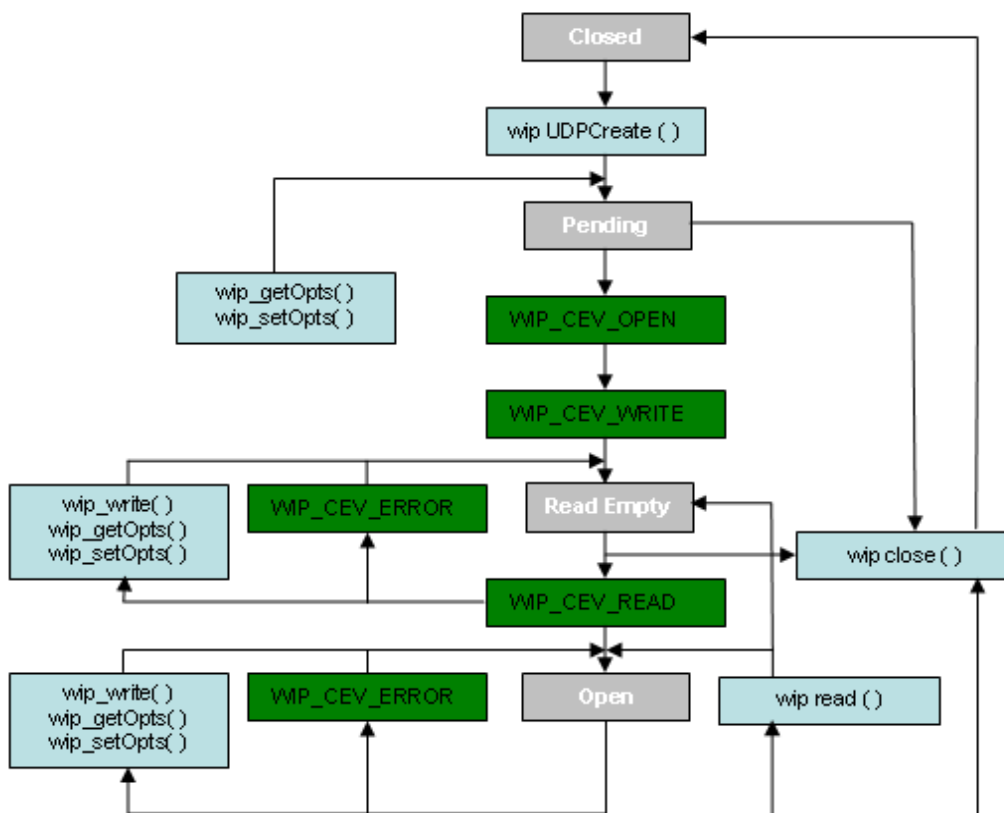 Closed
wip UDPCreate ( )
Pending
wip_getOpts( )
wip_setOpts( )
WIP_CEV_OPEN
WIP_CEV_WRITE
wip_write( )
wip_getOpts( )
wip_setOpts( )
WIP_CEV_ERROR
Read Empty
wip close ( )
WIP_CEV_READ
wip_write( )
wip_getOpts( )
wip_setOpts( )
WIP_CEV_ERROR
Open
wip read ( )